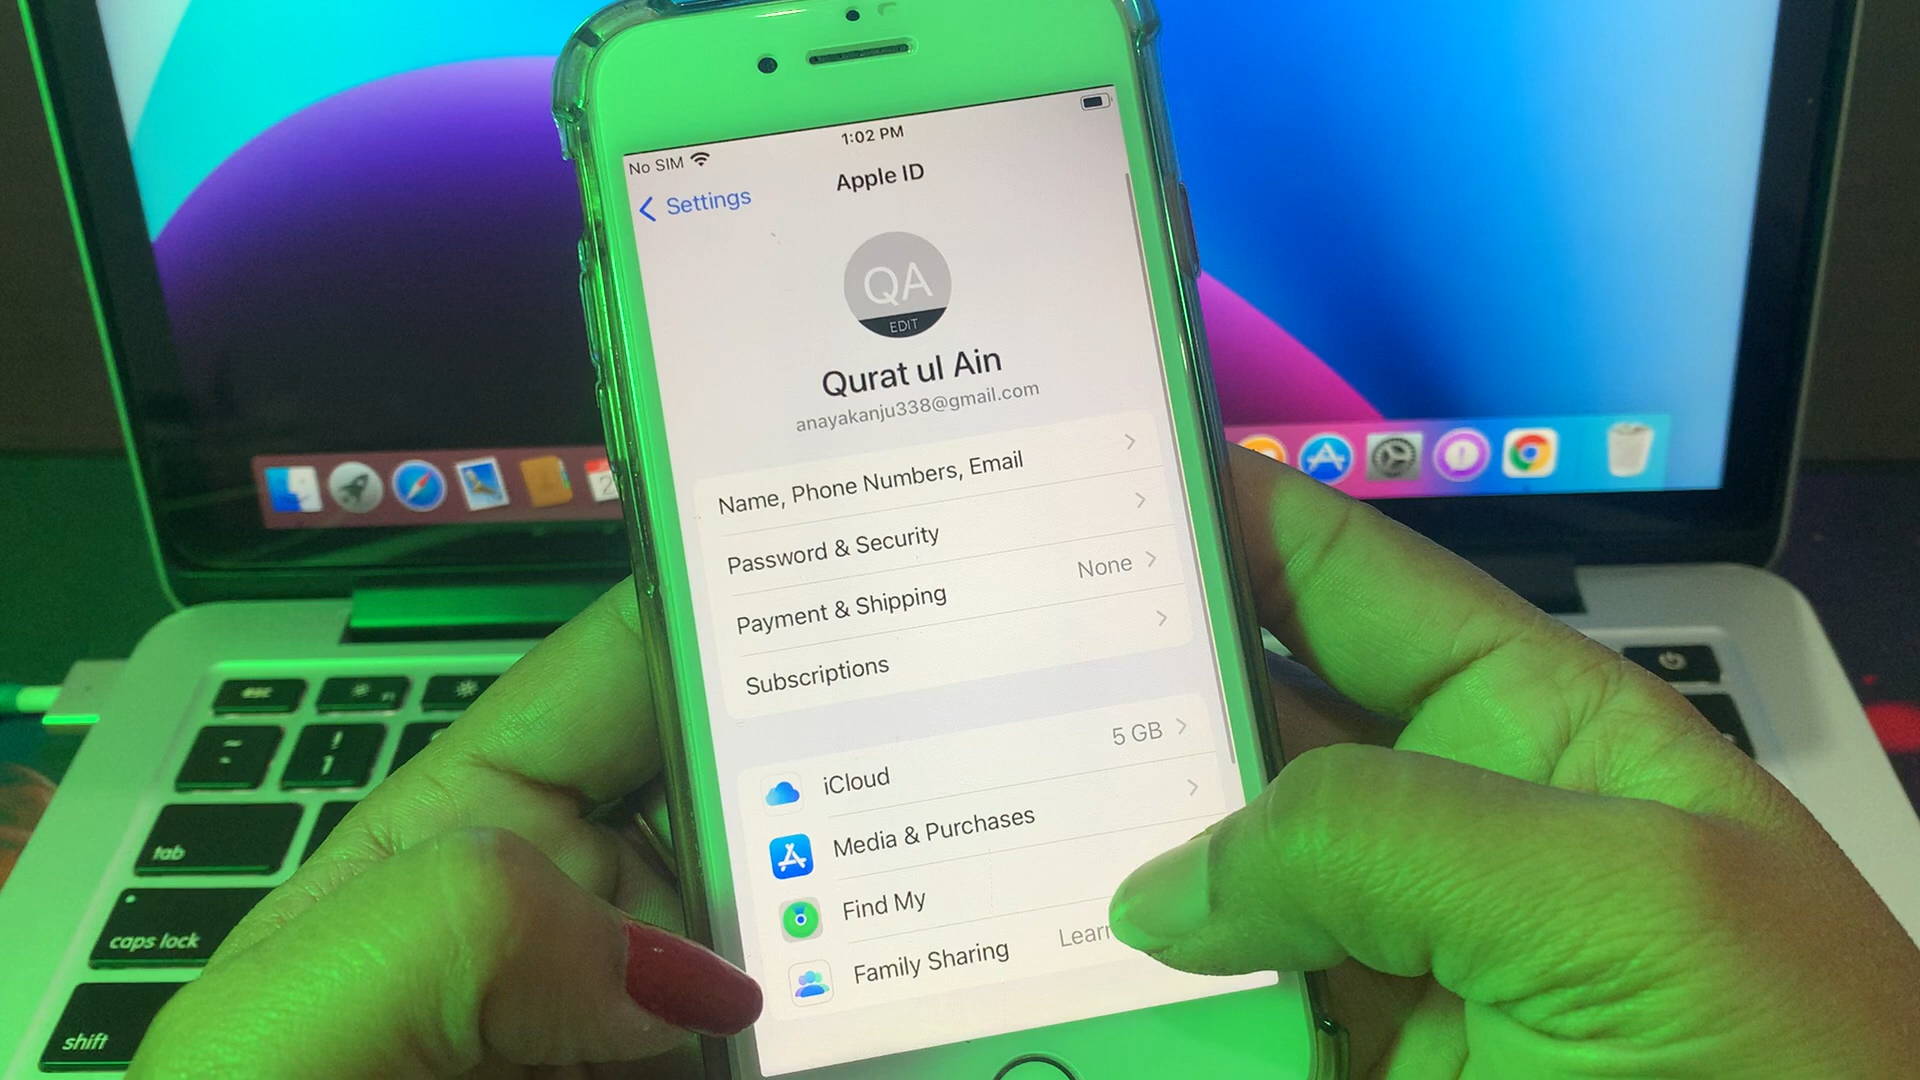 No SIM
1:02 PM
Settings
Apple ID
QA
EDIT
Qurat ul Ain
anayakanju338@gmail.com
Name, Phone Numbers, Email
Password & Security
Payment & Shipping None
Subscriptions
iCloud 5 GB
Media & Purchases
Find My
Family Sharing
esc
F1
1
tab
caps lock
shift